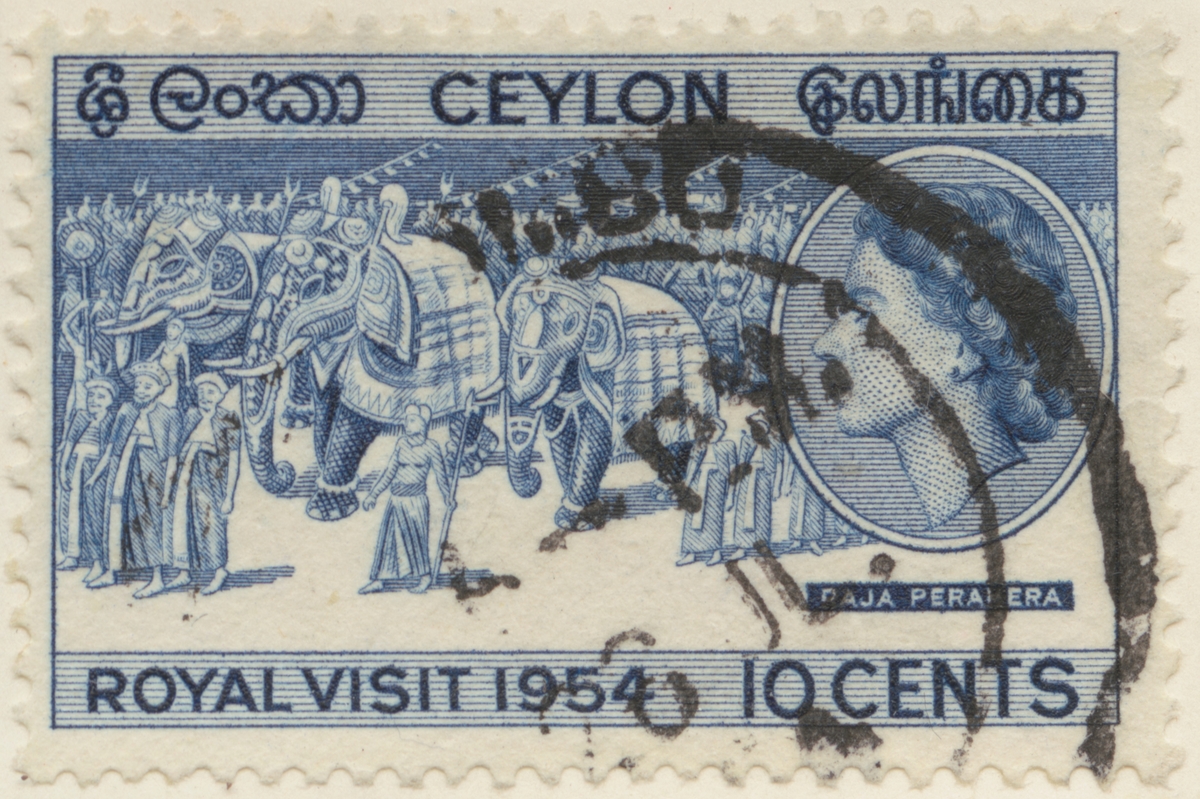 ශ්‍රී ලංකාව CEYLON இலங்கை
RAJA PERAHERA
ROYAL VISIT 1954 10 CENTS